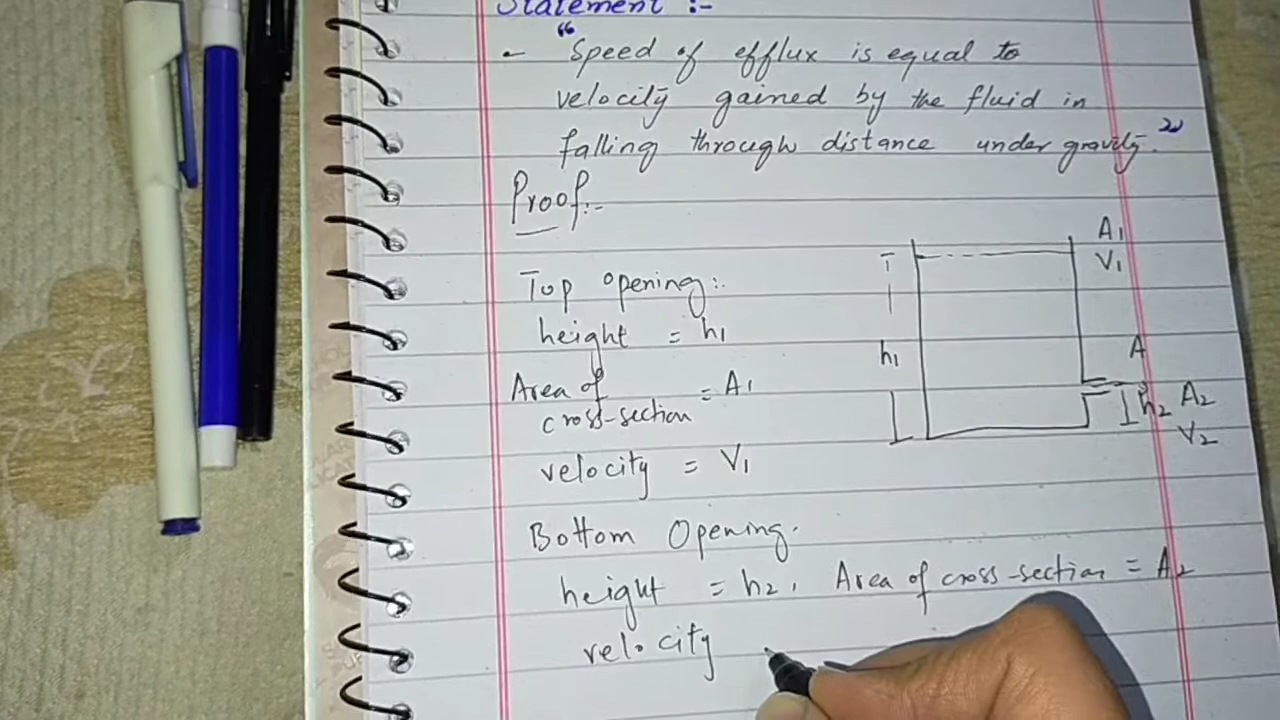 Statement :-
- "Speed of efflux is equal to
velocity gained by the fluid in
falling through distance under gravity."
Proof:-
Top opening:
height = h1
Area of cross-section = A1
velocity = V1
A1
V1
h1
A
h2 A2
V2
Bottom Opening.
height = h2, Area of cross-section = A2
velocity